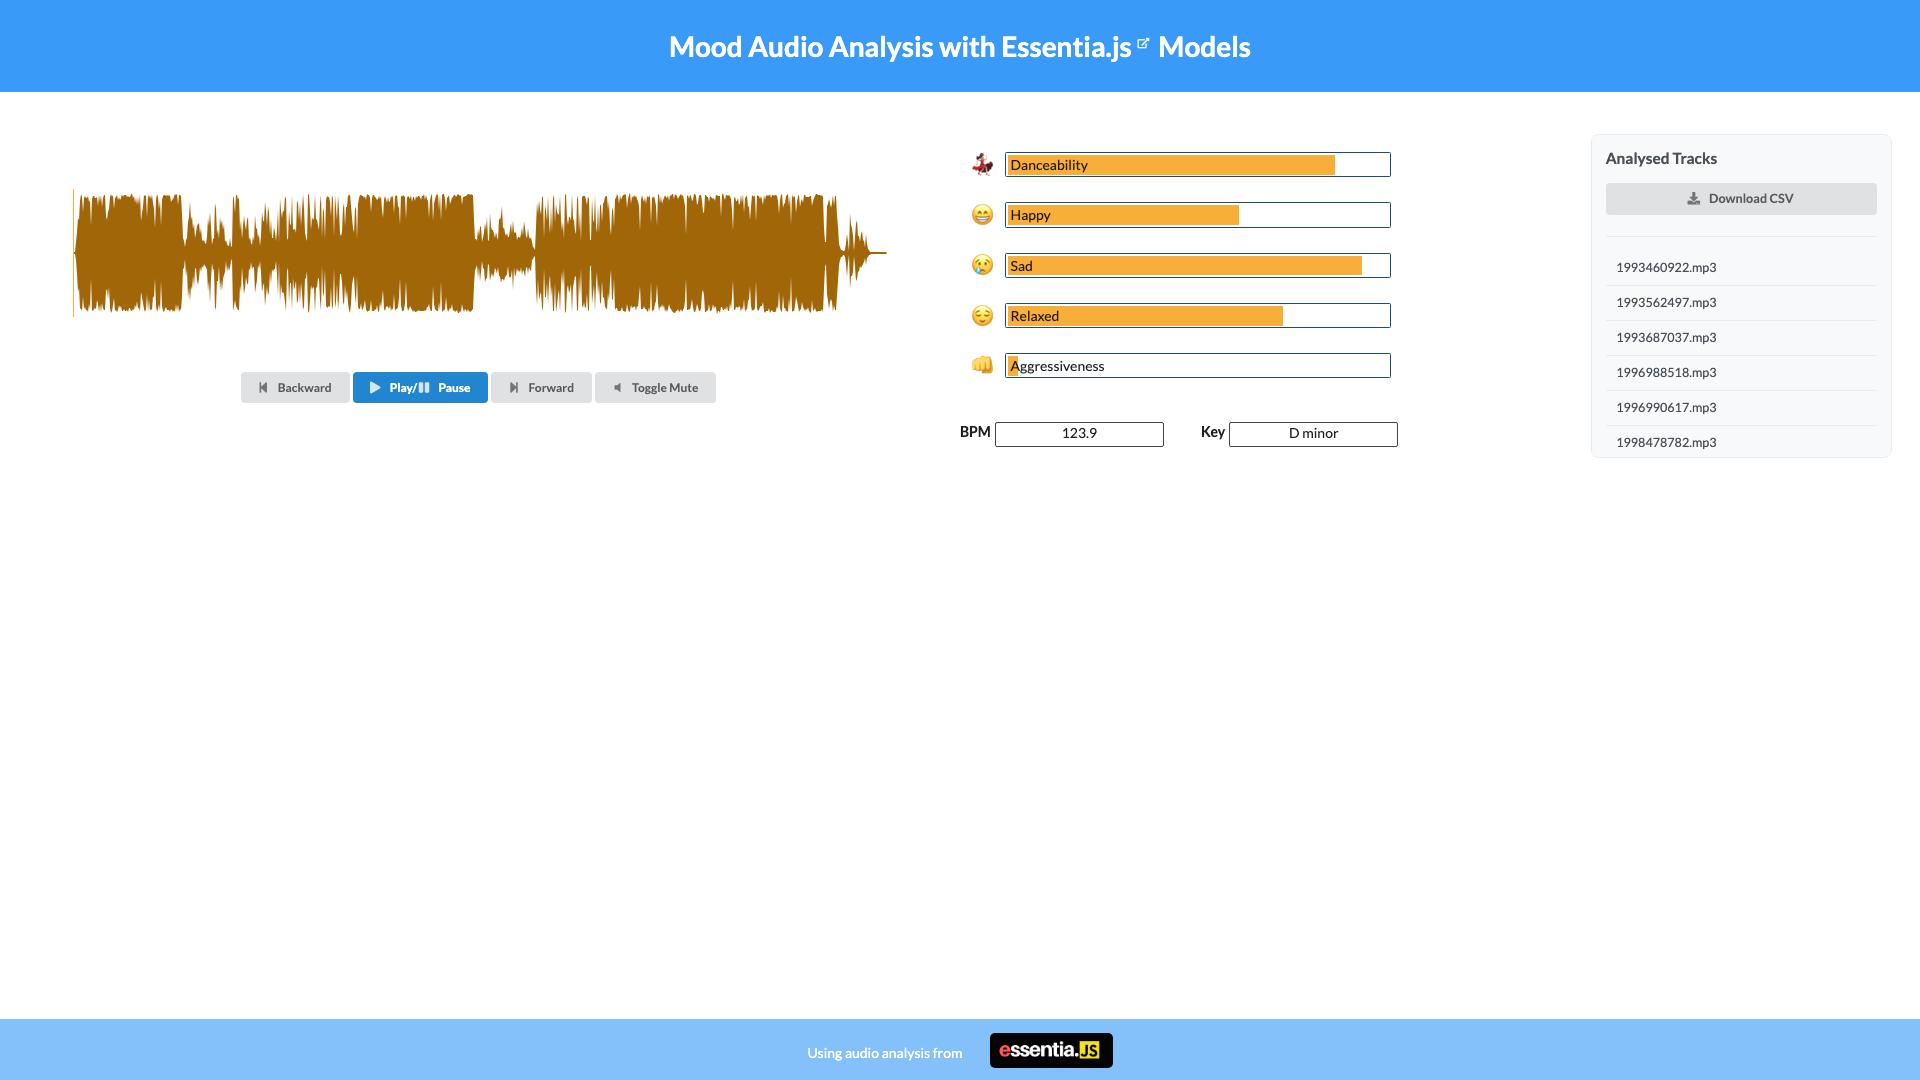 Mood Audio Analysis with Essentia.js Models
Backward
Play/ Pause
Forward
Toggle Mute
Danceability
Happy
Sad
Relaxed
Aggressiveness
BPM 123.9 Key D minor
Analysed Tracks
Download CSV
1993460922.mp3
1993562497.mp3
1993687037.mp3
1996988518.mp3
1996990617.mp3
1998478782.mp3
Using audio analysis from essentia.JS